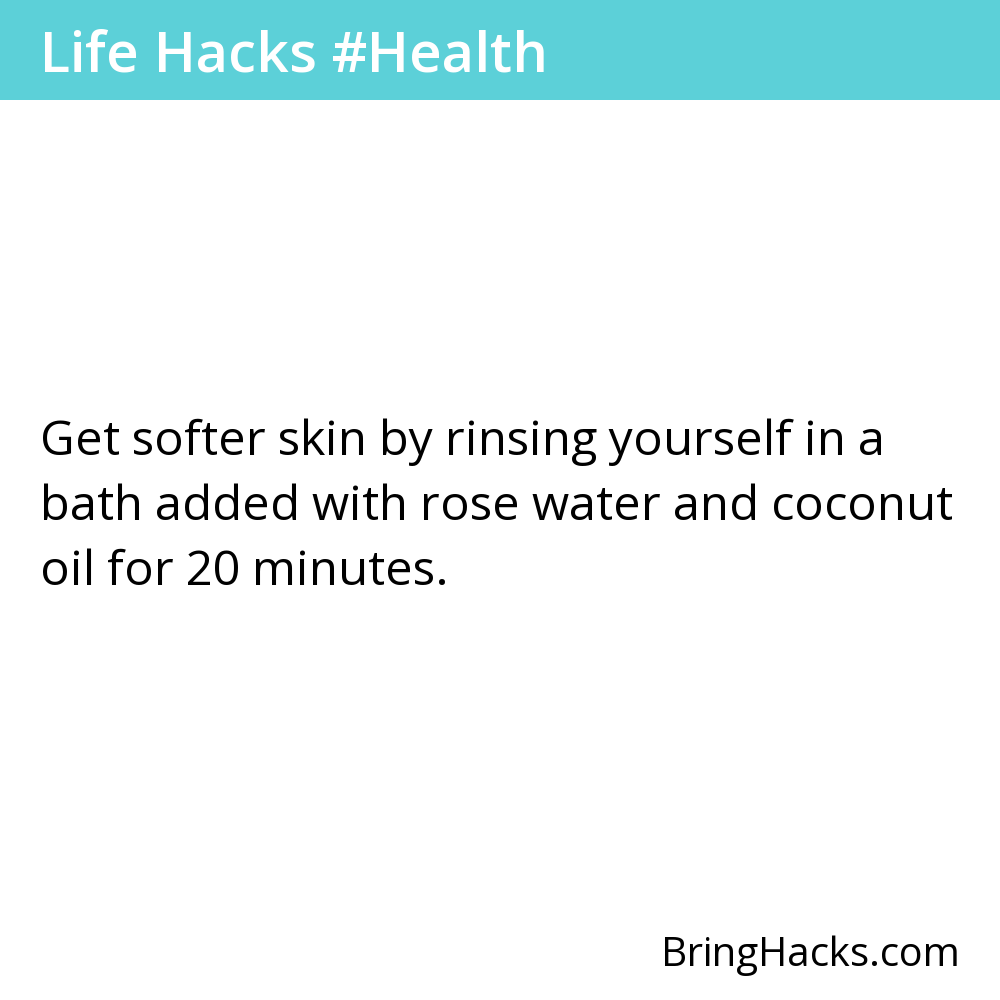 Life Hacks #Health
Get softer skin by rinsing yourself in a
bath added with rose water and coconut
oil for 20 minutes.
BringHacks.com